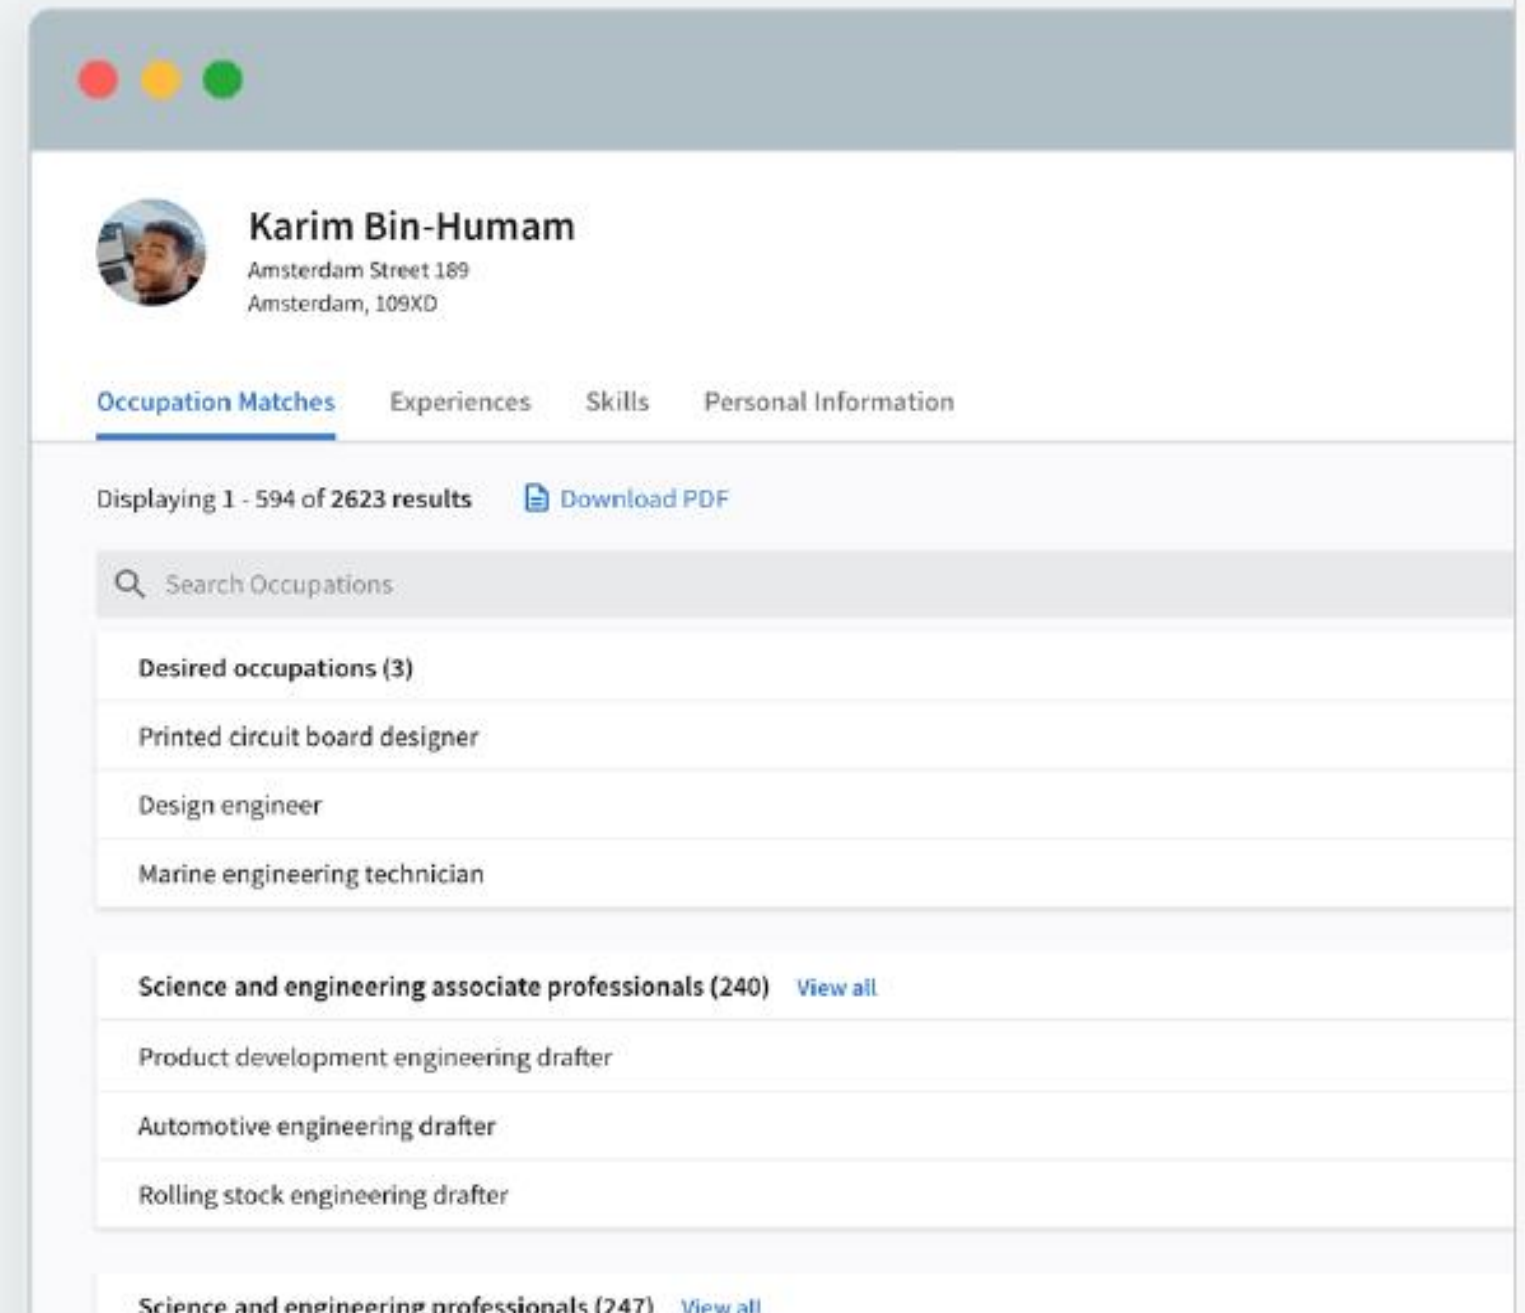 Karim Bin-Humam
Amsterdam Street 189
Amsterdam, 109XD
Occupation Matches Experiences Skills Personal Information
Displaying 1 - 594 of 2623 results Download PDF
Search Occupations
Desired occupations (3)
Printed circuit board designer
Design engineer
Marine engineering technician
Science and engineering associate professionals (240) View all
Product development engineering drafter
Automotive engineering drafter
Rolling stock engineering drafter
Science and engineering professionals (247) View all